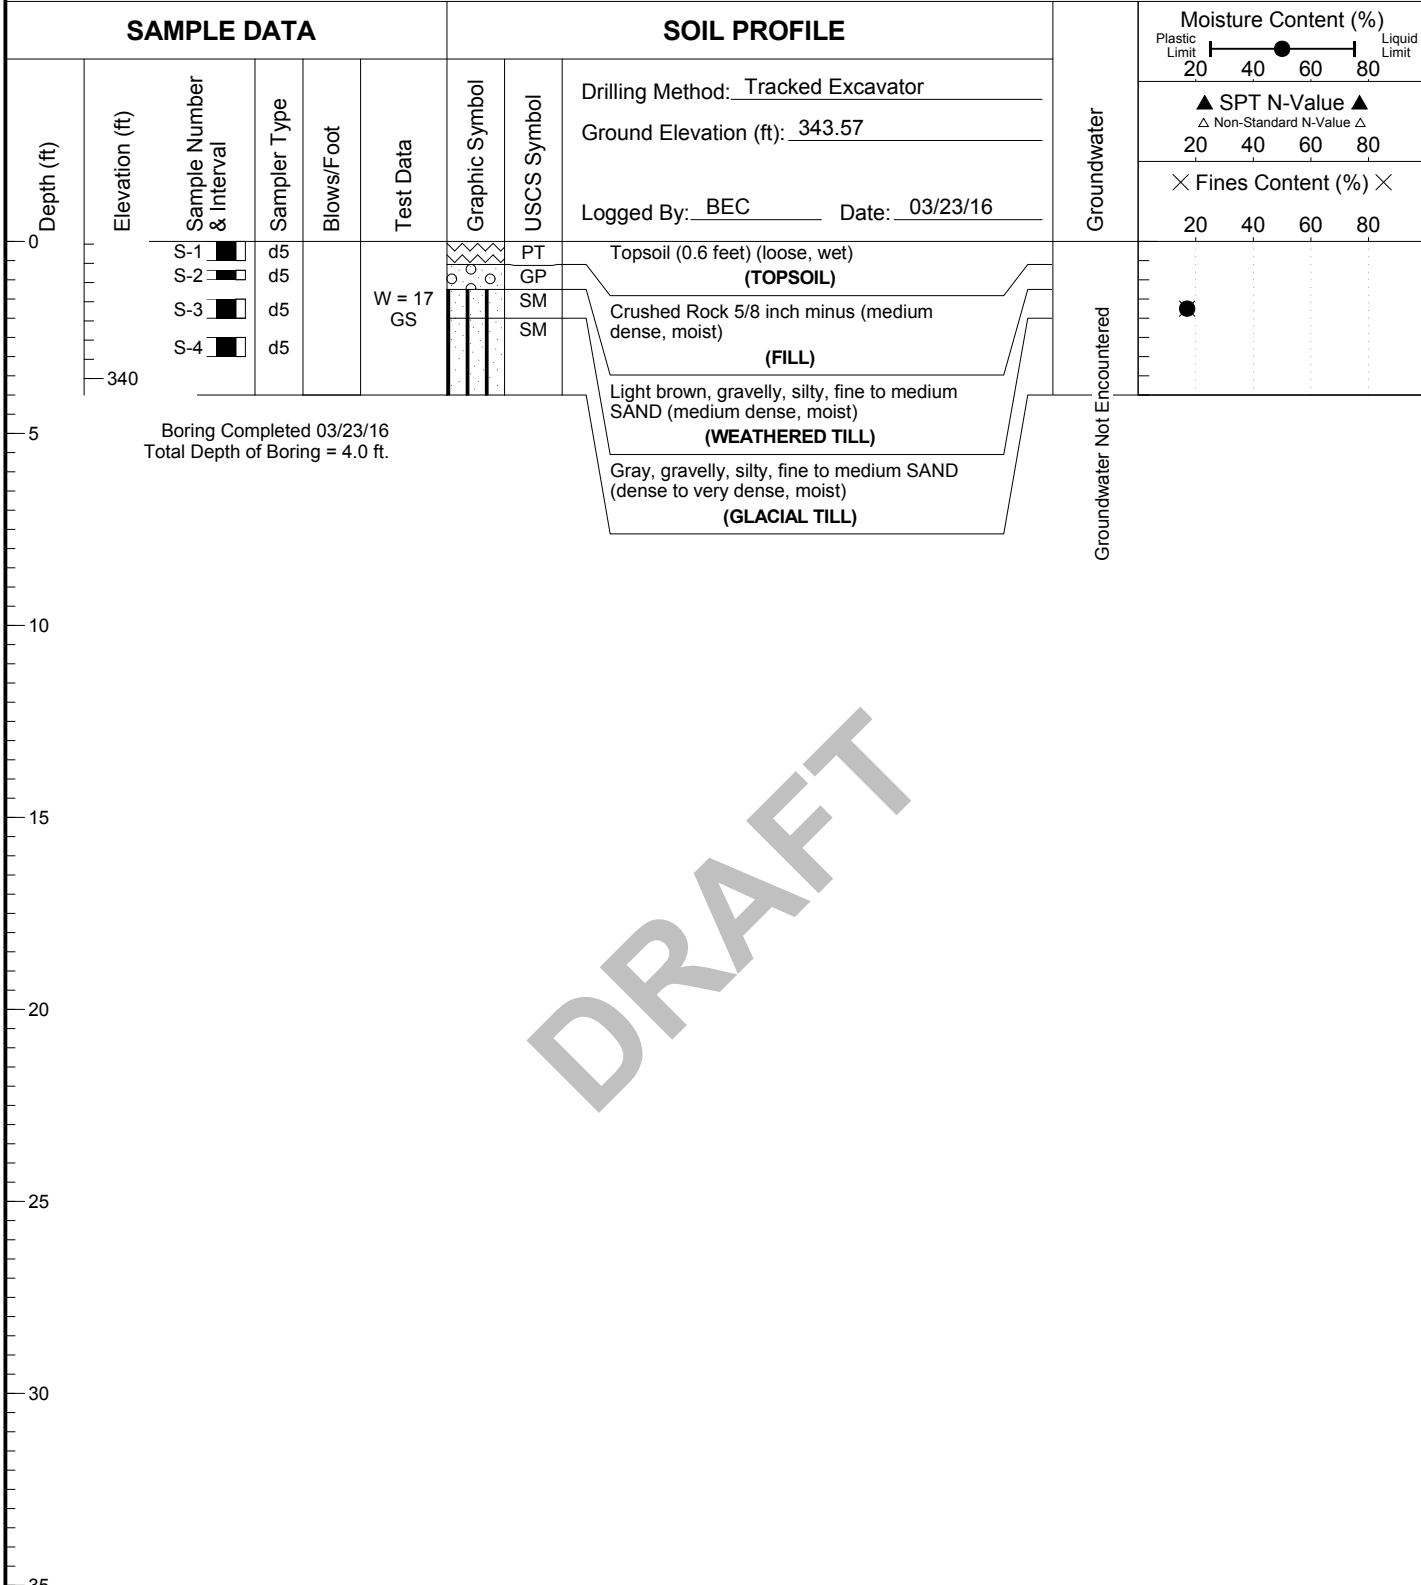 SAMPLE DATA
SOIL PROFILE
Depth (ft)
Elevation (ft)
Sample Number
& Interval
Sampler Type
Blows/Foot
Test Data
Graphic Symbol
USCS Symbol
Drilling Method: Tracked Excavator
Ground Elevation (ft): 343.57
Logged By: BEC Date: 03/23/16
Groundwater
Moisture Content (%)
Plastic
Limit
Liquid
Limit
20 40 60 80
▲ SPT N-Value ▲
△ Non-Standard N-Value △
20 40 60 80
× Fines Content (%) ×
20 40 60 80
0
S-1 d5
S-2 d5
S-3 d5
S-4 d5
W = 17
GS
340
PT
GP
SM
SM
Topsoil (0.6 feet) (loose, wet)
(TOPSOIL)
Crushed Rock 5/8 inch minus (medium
dense, moist)
(FILL)
Light brown, gravelly, silty, fine to medium
SAND (medium dense, moist)
(WEATHERED TILL)
Gray, gravelly, silty, fine to medium SAND
(dense to very dense, moist)
(GLACIAL TILL)
Groundwater Not Encountered
Boring Completed 03/23/16
Total Depth of Boring = 4.0 ft.
5
10
15
20
25
30
35
DRAFT